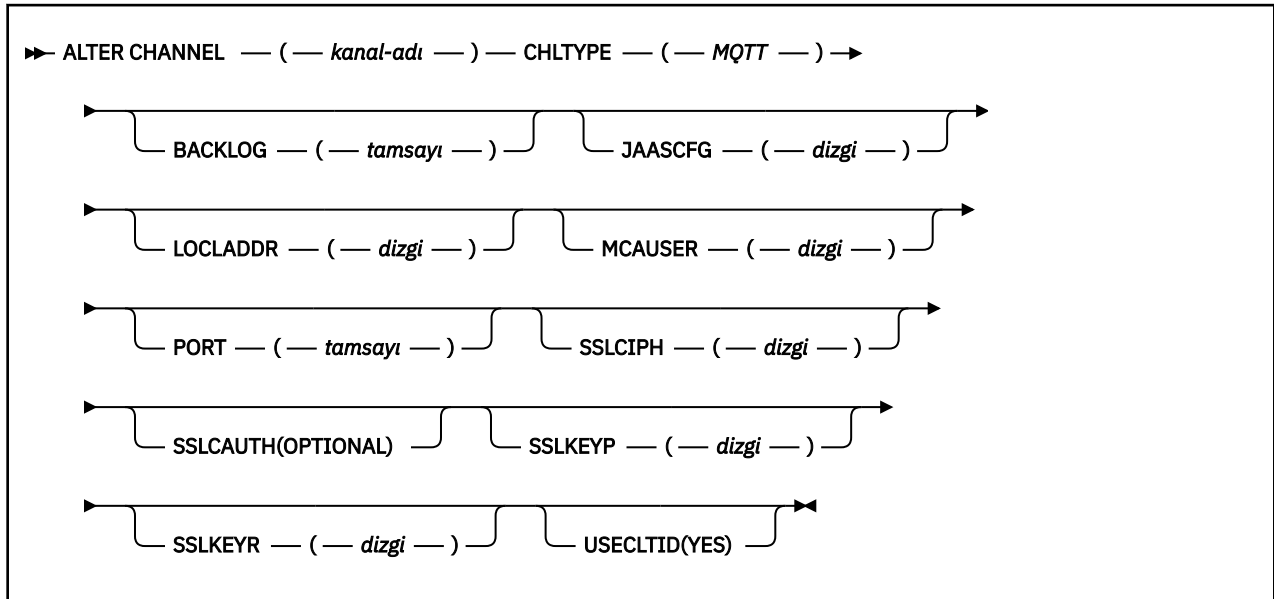 ALTER CHANNEL ( kanal-adı ) CHLTYPE ( MQTT )
BACKLOG ( tamsayı ) JAASCFG ( dizgi )
LOCLADDR ( dizgi ) MCAUSER ( dizgi )
PORT ( tamsayı ) SSLCIPH ( dizgi )
SSLCAUTH(OPTIONAL) SSLKEYP ( dizgi )
SSLKEYR ( dizgi ) USECLTID(YES)